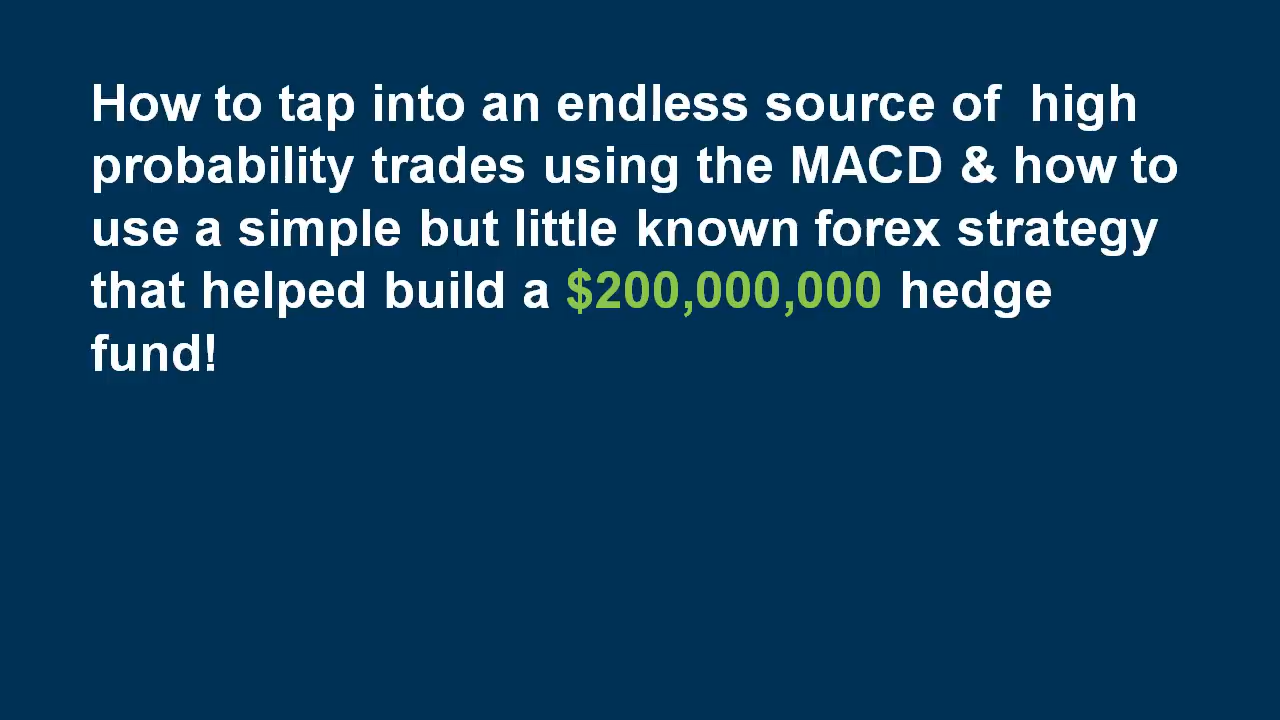 How to tap into an endless source of  high
probability trades using the MACD & how to
use a simple but little known forex strategy
that helped build a $200,000,000 hedge
fund!